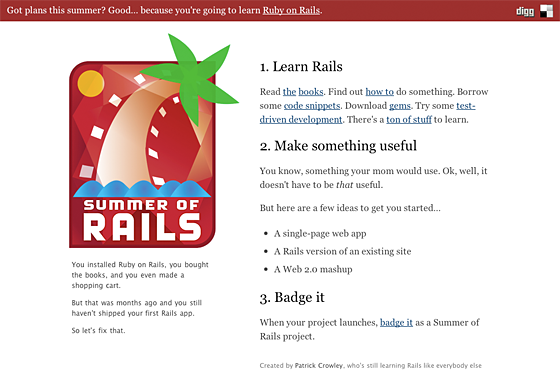 Got plans this summer? Good... because you're going to learn Ruby on Rails.
digg
SUMMER OF
RAILS
You installed Ruby on Rails, you bought
the books, and you even made a
shopping cart.
But that was months ago and you still
haven't shipped your first Rails app.
So let's fix that.
1. Learn Rails
Read the books. Find out how to do something. Borrow
some code snippets. Download gems. Try some test-
driven development. There's a ton of stuff to learn.
2. Make something useful
You know, something your mom would use. Ok, well, it
doesn't have to be that useful.
But here are a few ideas to get you started...
• A single-page web app
• A Rails version of an existing site
• A Web 2.0 mashup
3. Badge it
When your project launches, badge it as a Summer of
Rails project.
Created by Patrick Crowley, who's still learning Rails like everybody else